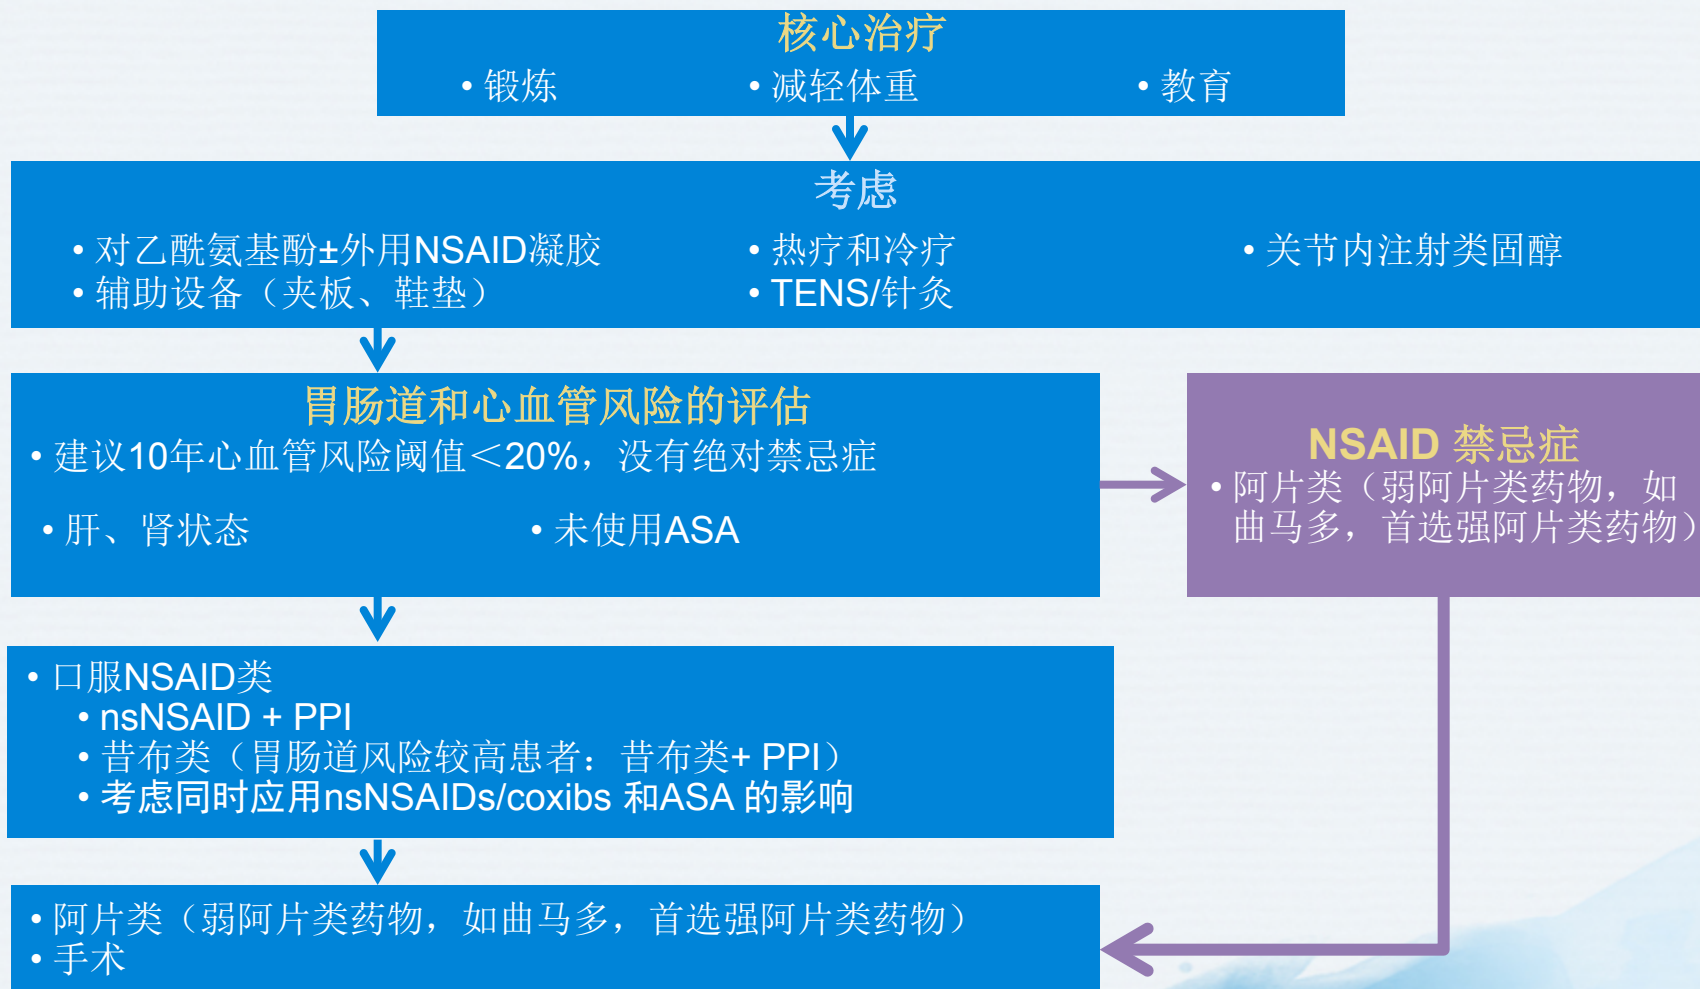 核心治疗
• 锻炼 • 减轻体重 • 教育
考虑
• 对乙酰氨基酚±外用NSAID凝胶 • 热疗和冷疗 • 关节内注射类固醇
• 辅助设备（夹板、鞋垫） • TENS/针灸
胃肠道和心血管风险的评估
• 建议10年心血管风险阈值＜20%，没有绝对禁忌症
• 肝、肾状态 • 未使用ASA
NSAID 禁忌症
• 阿片类（弱阿片类药物，如
曲马多，首选强阿片类药物）
• 口服NSAID类
• nsNSAID + PPI
• 昔布类（胃肠道风险较高患者：昔布类+ PPI）
• 考虑同时应用nsNSAIDs/coxibs 和ASA 的影响
• 阿片类（弱阿片类药物，如曲马多，首选强阿片类药物）
• 手术